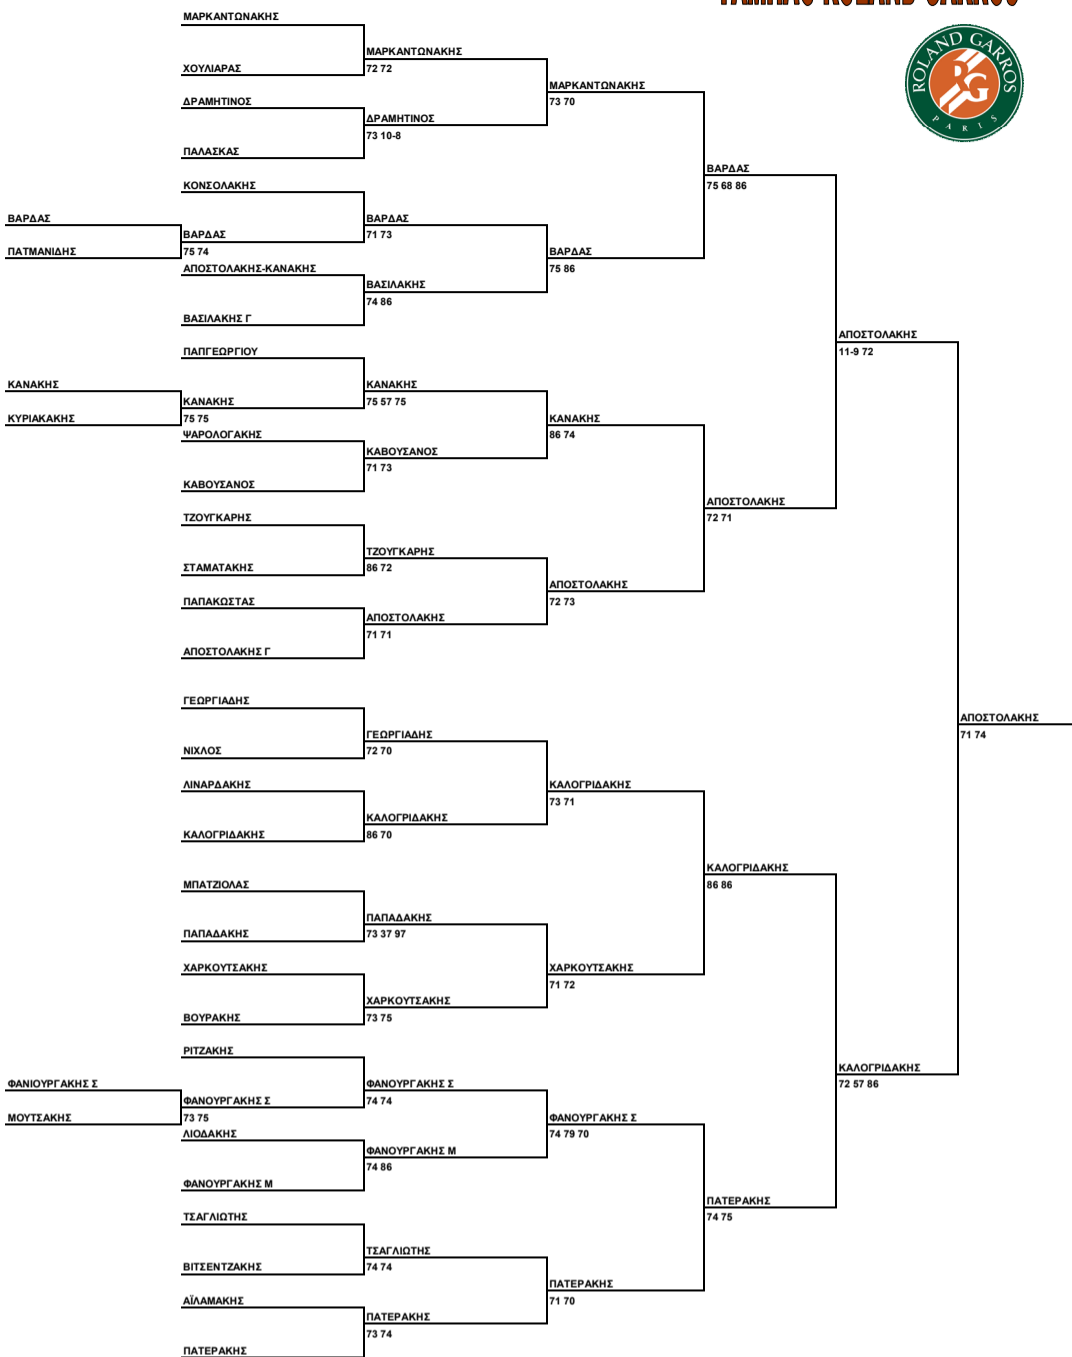 ROLAND GARROS
ROLAND GARROS
RG
PARIS
ΜΑΡΚΑΝΤΩΝΑΚΗΣ
ΜΑΡΚΑΝΤΩΝΑΚΗΣ
ΧΟΥΛΙΑΡΑΣ
72 72
ΜΑΡΚΑΝΤΩΝΑΚΗΣ
ΔΡΑΜΗΤΙΝΟΣ
73 70
ΔΡΑΜΗΤΙΝΟΣ
73 10-8
ΠΑΛΑΣΚΑΣ
ΒΑΡΔΑΣ
ΚΟΝΣΟΛΑΚΗΣ
75 68 86
ΒΑΡΔΑΣ
ΒΑΡΔΑΣ
ΒΑΡΔΑΣ
71 73
ΠΑΤΜΑΝΙΔΗΣ
75 74
ΒΑΡΔΑΣ
ΑΠΟΣΤΟΛΑΚΗΣ-ΚΑΝΑΚΗΣ
75 86
ΒΑΣΙΛΑΚΗΣ
74 86
ΒΑΣΙΛΑΚΗΣ Γ
ΑΠΟΣΤΟΛΑΚΗΣ
ΠΑΠΓΕΩΡΓΙΟΥ
11-9 72
ΚΑΝΑΚΗΣ
ΚΑΝΑΚΗΣ
ΚΑΝΑΚΗΣ
75 57 75
ΚΥΡΙΑΚΑΚΗΣ
75 75
ΚΑΝΑΚΗΣ
ΨΑΡΟΛΟΓΑΚΗΣ
86 74
ΚΑΒΟΥΣΑΝΟΣ
71 73
ΚΑΒΟΥΣΑΝΟΣ
ΑΠΟΣΤΟΛΑΚΗΣ
ΤΖΟΥΓΚΑΡΗΣ
72 71
ΤΖΟΥΓΚΑΡΗΣ
ΣΤΑΜΑΤΑΚΗΣ
86 72
ΑΠΟΣΤΟΛΑΚΗΣ
ΠΑΠΑΚΩΣΤΑΣ
72 73
ΑΠΟΣΤΟΛΑΚΗΣ
71 71
ΑΠΟΣΤΟΛΑΚΗΣ Γ
ΓΕΩΡΓΙΑΔΗΣ
ΑΠΟΣΤΟΛΑΚΗΣ
71 74
ΓΕΩΡΓΙΑΔΗΣ
ΝΙΧΛΟΣ
72 70
ΛΙΝΑΡΔΑΚΗΣ
ΚΑΛΟΓΡΙΔΑΚΗΣ
73 71
ΚΑΛΟΓΡΙΔΑΚΗΣ
ΚΑΛΟΓΡΙΔΑΚΗΣ
86 70
ΚΑΛΟΓΡΙΔΑΚΗΣ
86 86
ΜΠΑΤΖΙΟΛΑΣ
ΠΑΠΑΔΑΚΗΣ
ΠΑΠΑΔΑΚΗΣ
73 37 97
ΧΑΡΚΟΥΤΣΑΚΗΣ
ΧΑΡΚΟΥΤΣΑΚΗΣ
71 72
ΧΑΡΚΟΥΤΣΑΚΗΣ
ΒΟΥΡΑΚΗΣ
73 75
ΡΙΤΖΑΚΗΣ
ΚΑΛΟΓΡΙΔΑΚΗΣ
72 57 86
ΦΑΝΙΟΥΡΓΑΚΗΣ Σ
ΦΑΝΟΥΡΓΑΚΗΣ Σ
ΦΑΝΟΥΡΓΑΚΗΣ Σ
74 74
ΜΟΥΤΣΑΚΗΣ
73 75
ΦΑΝΟΥΡΓΑΚΗΣ Σ
ΛΙΟΔΑΚΗΣ
74 79 70
ΦΑΝΟΥΡΓΑΚΗΣ Μ
74 86
ΦΑΝΟΥΡΓΑΚΗΣ Μ
ΠΑΤΕΡΑΚΗΣ
ΤΣΑΓΛΙΩΤΗΣ
74 75
ΤΣΑΓΛΙΩΤΗΣ
ΒΙΤΣΕΝΤΖΑΚΗΣ
74 74
ΠΑΤΕΡΑΚΗΣ
ΑΪΛΑΜΑΚΗΣ
71 70
ΠΑΤΕΡΑΚΗΣ
73 74
ΠΑΤΕΡΑΚΗΣ